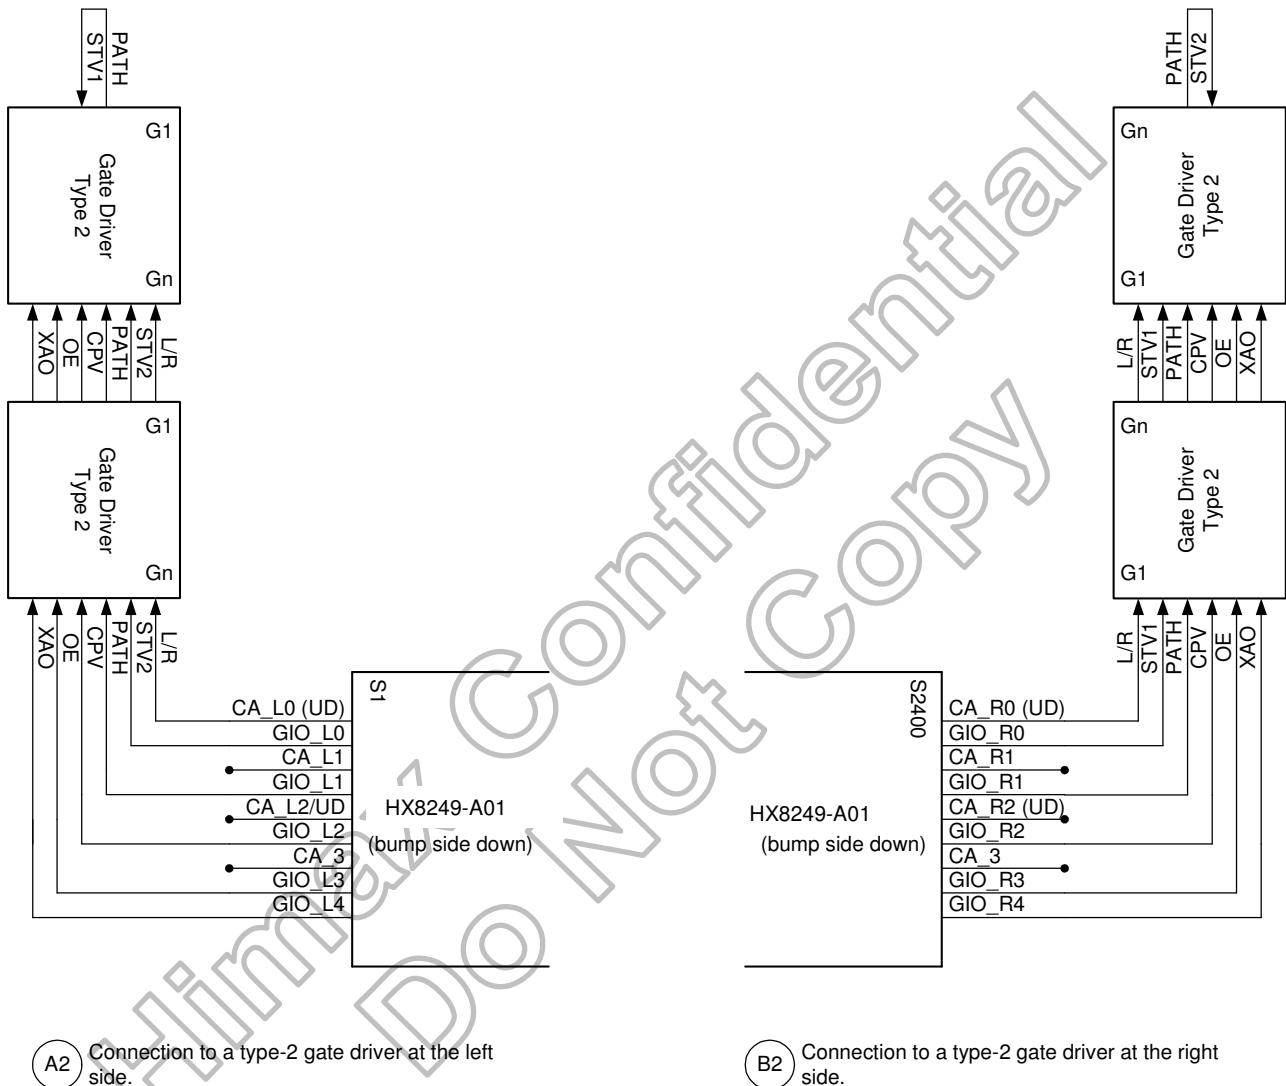 STV1
PATH
G1
Gate Driver
Type 2
Gn
XAO
OE
CPV
PATH
STV2
L/R
G1
Gate Driver
Type 2
Gn
XAO
OE
CPV
PATH
STV2
L/R
S1
CA_L0 (UD)
GIO_L0
CA_L1
GIO_L1
CA_L2/UD
GIO_L2
CA_3
GIO_L3
GIO_L4
HX8249-A01
(bump side down)
A2 Connection to a type-2 gate driver at the left
side.
PATH
STV2
Gn
Gate Driver
Type 2
G1
L/R
STV1
PATH
CPV
OE
XAO
Gn
Gate Driver
Type 2
G1
L/R
STV1
PATH
CPV
OE
XAO
S2400
CA_R0 (UD)
GIO_R0
CA_R1
GIO_R1
CA_R2 (UD)
GIO_R2
CA_3
GIO_R3
GIO_R4
HX8249-A01
(bump side down)
B2 Connection to a type-2 gate driver at the right
side.
Himax Confidential
Do Not Copy